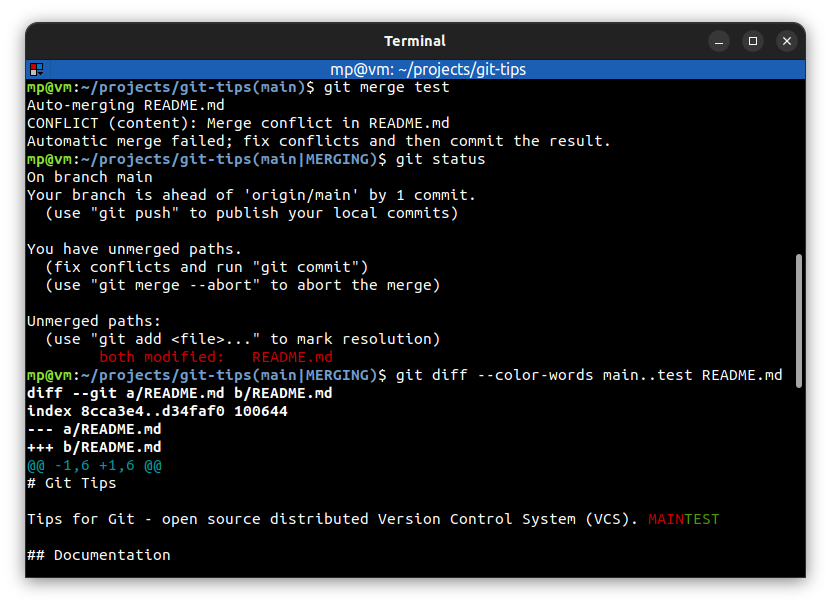 Terminal
mp@vm: ~/projects/git-tips
mp@vm:~/projects/git-tips(main)$ git merge test
Auto-merging README.md
CONFLICT (content): Merge conflict in README.md
Automatic merge failed; fix conflicts and then commit the result.
mp@vm:~/projects/git-tips(main|MERGING)$ git status
On branch main
Your branch is ahead of 'origin/main' by 1 commit.
  (use "git push" to publish your local commits)

You have unmerged paths.
  (fix conflicts and run "git commit")
  (use "git merge --abort" to abort the merge)

Unmerged paths:
  (use "git add <file>..." to mark resolution)
        both modified:   README.md
mp@vm:~/projects/git-tips(main|MERGING)$ git diff --color-words main..test README.md
diff --git a/README.md b/README.md
index 8cca3e4..d34faf0 100644
--- a/README.md
+++ b/README.md
@@ -1,6 +1,6 @@
# Git Tips

Tips for Git - open source distributed Version Control System (VCS). MAINTEST

## Documentation